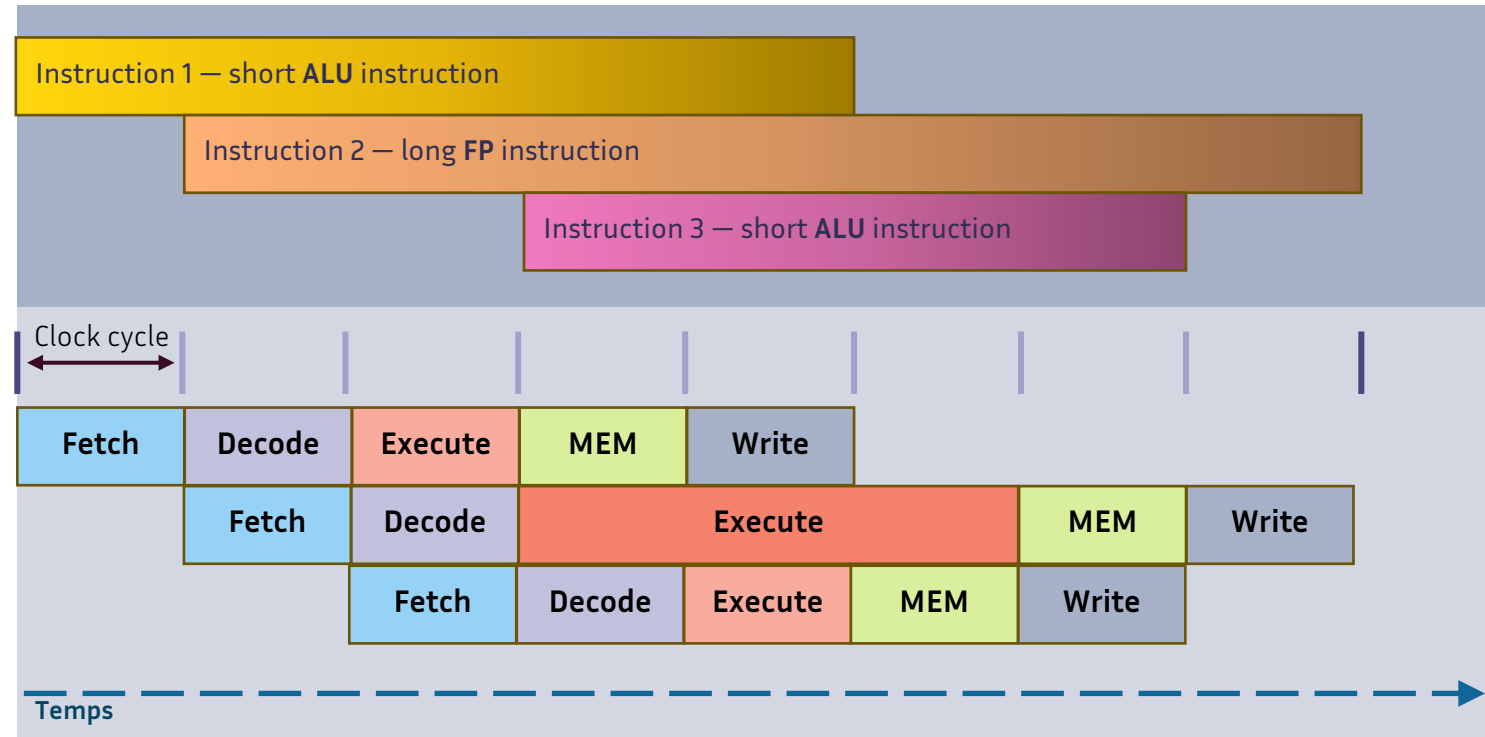 Instruction 1 — short ALU instruction
Instruction 2 — long FP instruction
Instruction 3 — short ALU instruction
Clock cycle
Fetch Decode Execute MEM Write
Fetch Decode Execute MEM Write
Fetch Decode Execute MEM Write
Temps